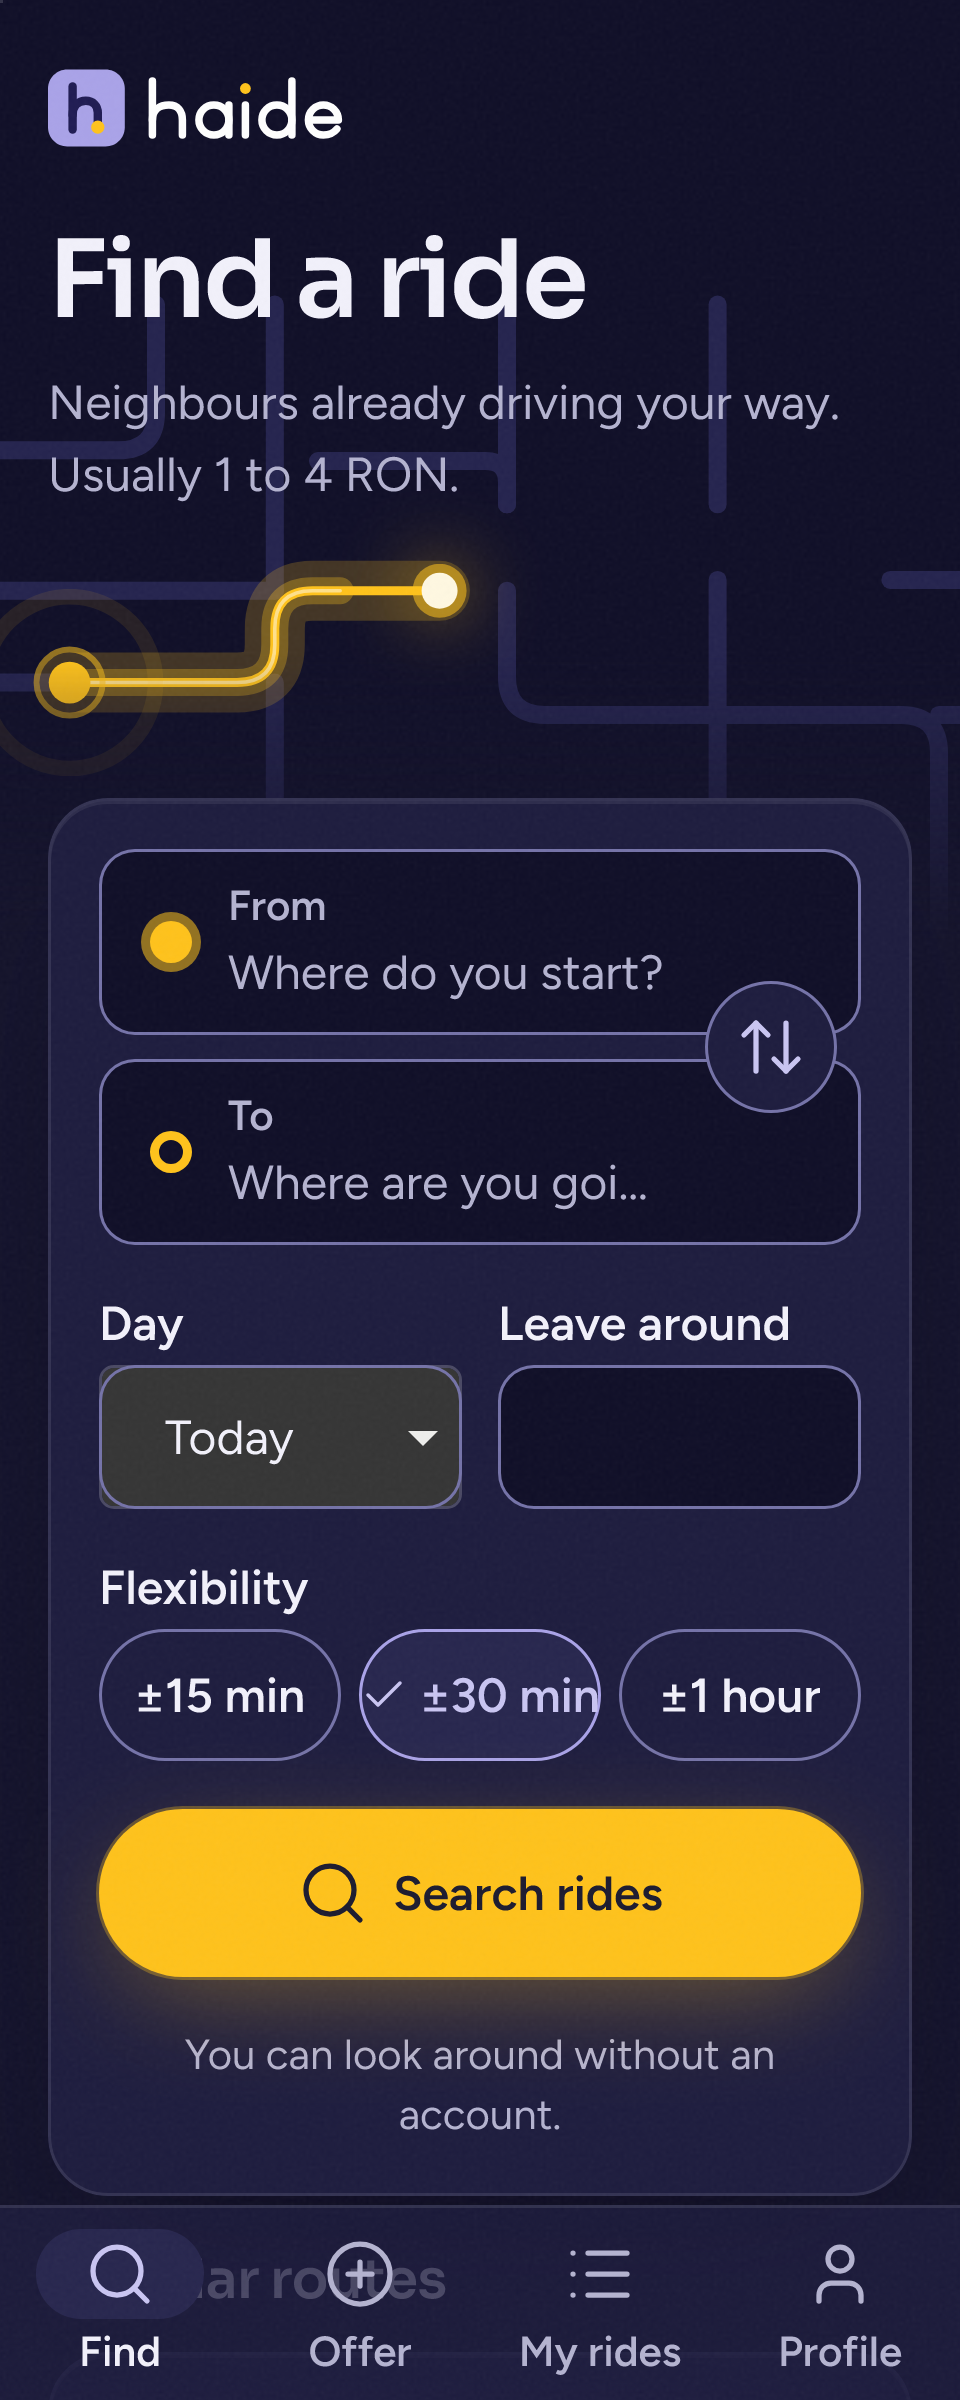 haide
Find a ride
Neighbours already driving your way.
Usually 1 to 4 RON.
From
Where do you start?
To
Where are you goi...
Day
Leave around
Today
Flexibility
±15 min
±30 min
±1 hour
Search rides
You can look around without an
account.
routes
Find
Offer
My rides
Profile